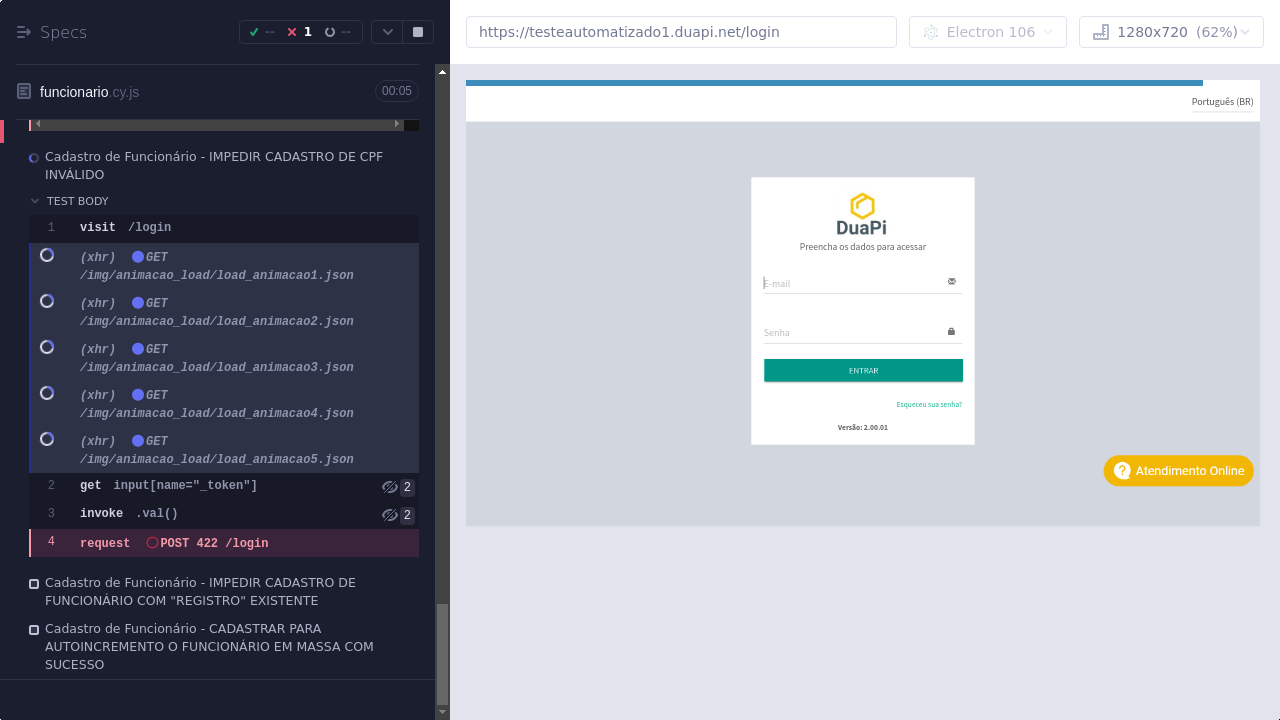 Specs
--
1
--
https://testeautomatizado1.duapi.net/login
Electron 106
1280x720 (62%)
funcionario.cy.js
00:05
Cadastro de Funcionário - IMPEDIR CADASTRO DE CPF
INVÁLIDO
TEST BODY
1 visit /login
(xhr) GET
/img/animacao_load/load_animacao1.json
(xhr) GET
/img/animacao_load/load_animacao2.json
(xhr) GET
/img/animacao_load/load_animacao3.json
(xhr) GET
/img/animacao_load/load_animacao4.json
(xhr) GET
/img/animacao_load/load_animacao5.json
2 get input[name="_token"] 2
3 invoke .val() 2
4 request POST 422 /login
Cadastro de Funcionário - IMPEDIR CADASTRO DE
FUNCIONÁRIO COM "REGISTRO" EXISTENTE
Cadastro de Funcionário - CADASTRAR PARA
AUTOINCREMENTO O FUNCIONÁRIO EM MASSA COM
SUCESSO
Português (BR)
DuaPi
Preencha os dados para acessar
E-mail
Senha
ENTRAR
Esqueceu sua senha?
Versão: 2.00.01
Atendimento Online